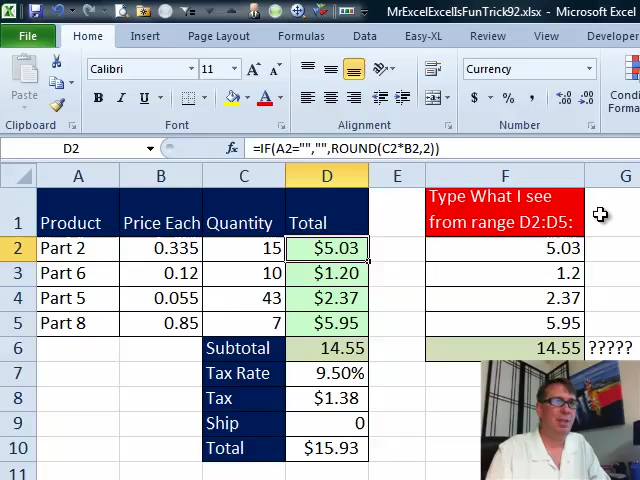 MrExcelExcelIsFunTrick92.xlsx - Microsoft Excel
File Home Insert Page Layout Formulas Data Easy-XL Review View Developer
Paste Calibri 11 Currency Condi
B I U $ % , Form
Clipboard Font Alignment Number
D2 fx =IF(A2="","",ROUND(C2*B2,2))
A B C D E F G
1 Product Price Each Quantity Total Type What I see
from range D2:D5:
2 Part 2 0.335 15 $5.03 5.03
3 Part 6 0.12 10 $1.20 1.2
4 Part 5 0.055 43 $2.37 2.37
5 Part 8 0.85 7 $5.95 5.95
6 Subtotal 14.55 14.55 ?????
7 Tax Rate 9.50%
8 Tax $1.38
9 Ship 0
10 Total $15.93
11